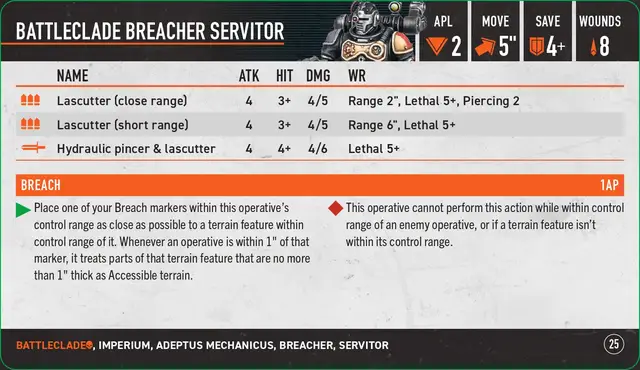 BATTLECLADE BREACHER SERVITOR
APL MOVE SAVE WOUNDS
2 5" 4+ 8
NAME ATK HIT DMG WR
Lascutter (close range) 4 3+ 4/5 Range 2", Lethal 5+, Piercing 2
Lascutter (short range) 4 3+ 4/5 Range 6", Lethal 5+
Hydraulic pincer & lascutter 4 4+ 4/6 Lethal 5+
BREACH 1AP
Place one of your Breach markers within this operative's
control range as close as possible to a terrain feature within
control range of it. Whenever an operative is within 1" of that
marker, it treats parts of that terrain feature that are no more
than 1" thick as Accessible terrain.
This operative cannot perform this action while within control
range of an enemy operative, or if a terrain feature isn't
within its control range.
BATTLECLADE, IMPERIUM, ADEPTUS MECHANICUS, BREACHER, SERVITOR
25